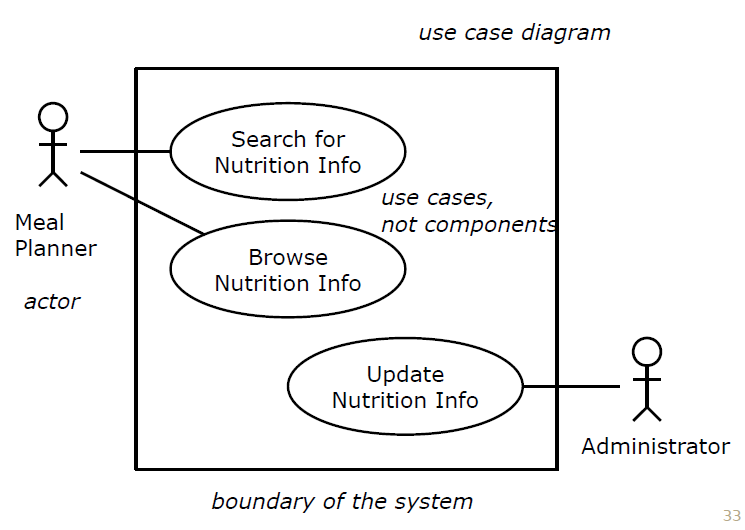 use case diagram
Search for
Nutrition Info
use cases,
not components
Meal
Planner
Browse
Nutrition Info
actor
Update
Nutrition Info
Administrator
boundary of the system
33